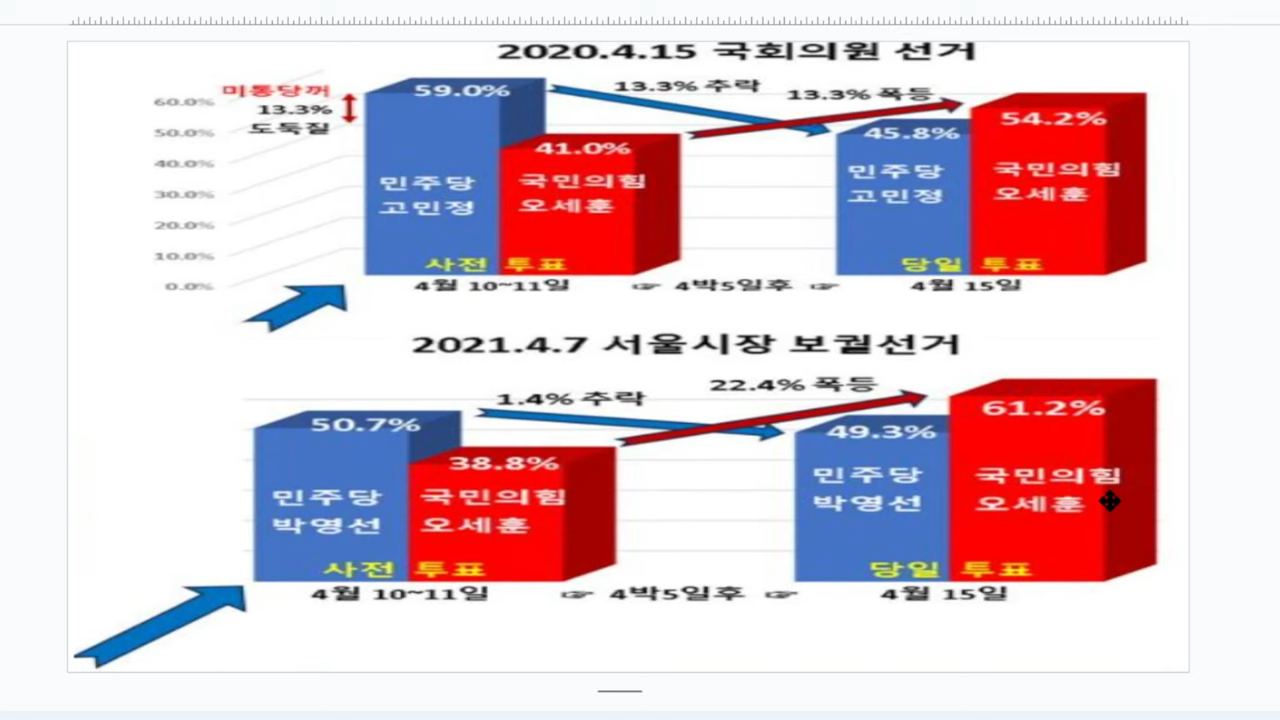 2020.4.15 국회의원 선거
미통당꺼
13.3%
도둑질
60.0%
50.0%
40.0%
30.0%
20.0%
10.0%
0.0%
59.0%
13.3% 추락
13.3% 폭등
41.0%
45.8%
54.2%
민주당
고민정
국민의힘
오세훈
민주당
고민정
국민의힘
오세훈
사전 투표
당일 투표
4월 10~11일 ☞ 4박5일후 ☞ 4월 15일
2021.4.7 서울시장 보궐선거
1.4% 추락
22.4% 폭등
50.7%
38.8%
49.3%
61.2%
민주당
박영선
국민의힘
오세훈
민주당
박영선
국민의힘
오세훈
사전 투표
당일 투표
4월 10~11일 ☞ 4박5일후 ☞ 4월 15일